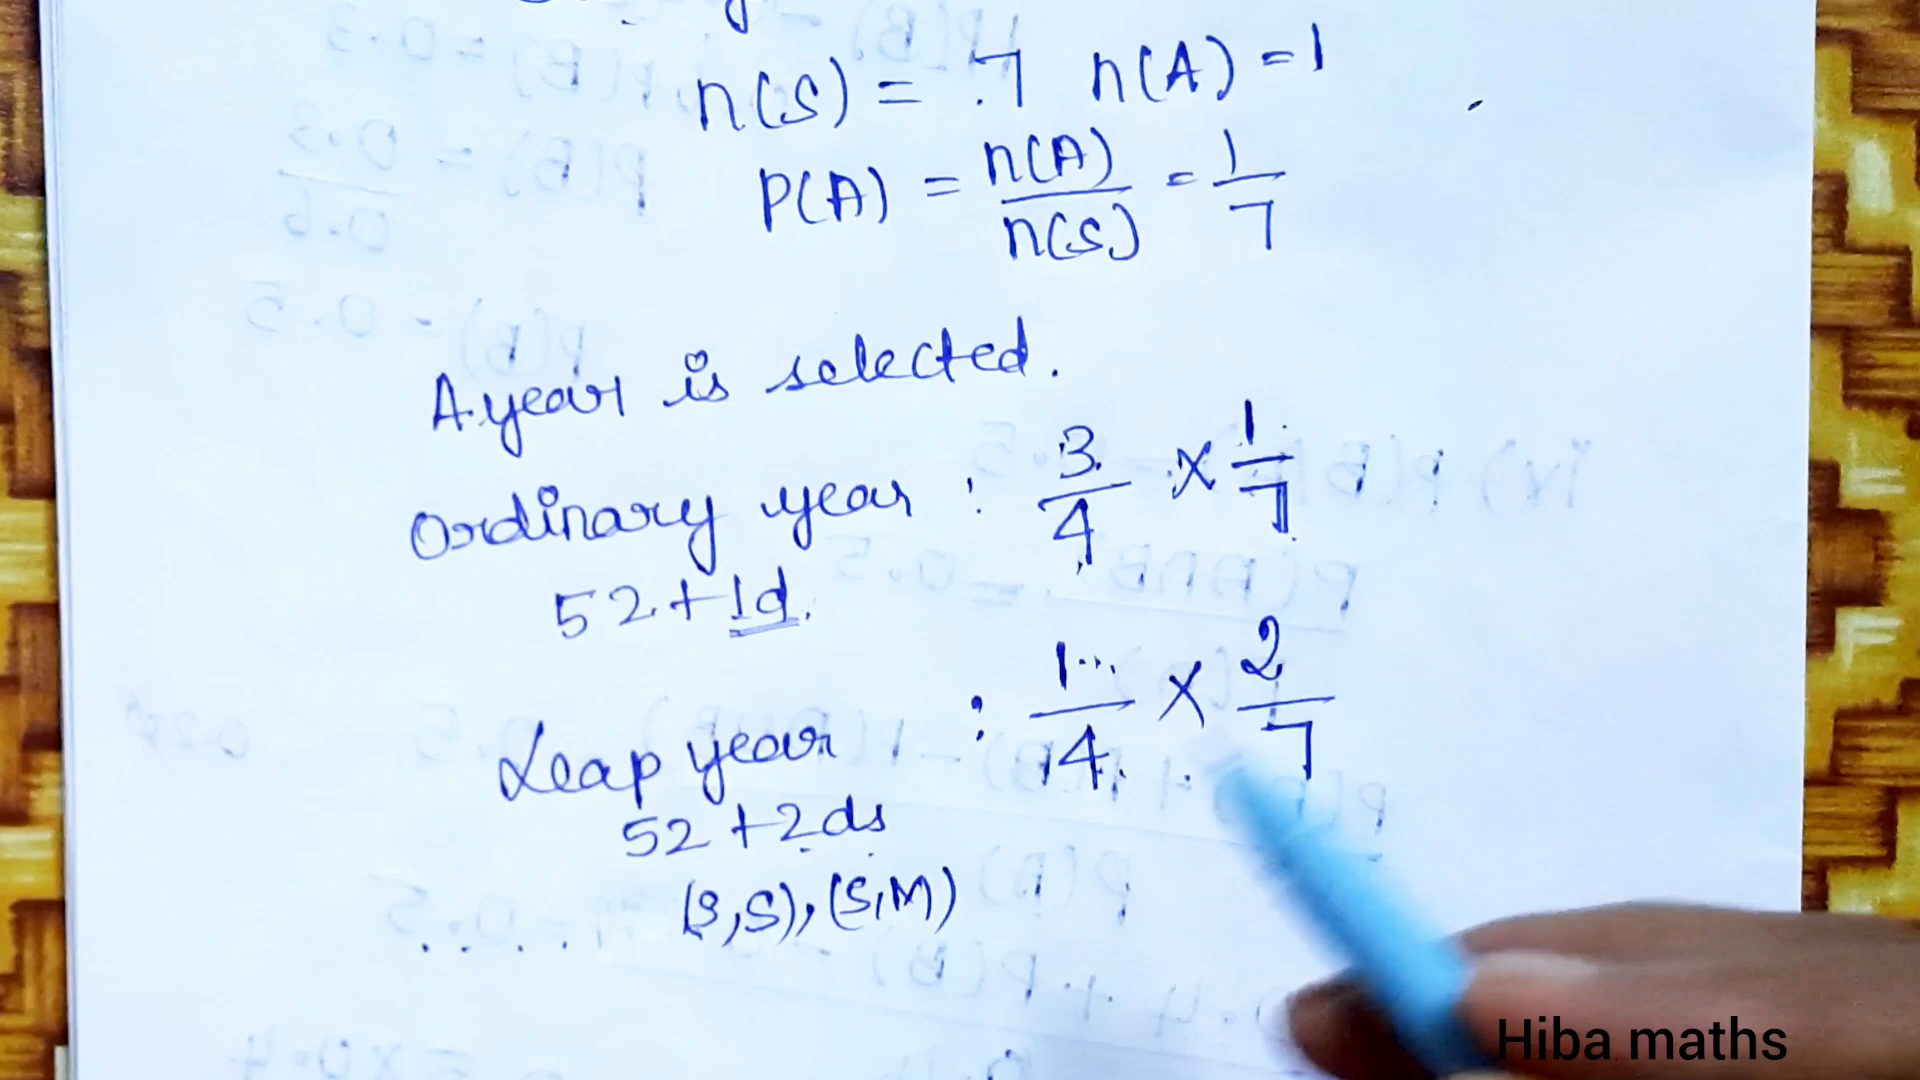 n(S) = 7 n(A) = 1
P(A) = n(A)/n(S) = 1/7
A year is selected.
Ordinary year : 3/4 × 1/7
52 + 1d.
Leap year : 1/4 × 2/7
52 + 2ds
(S,S), (S,M)
Hiba maths